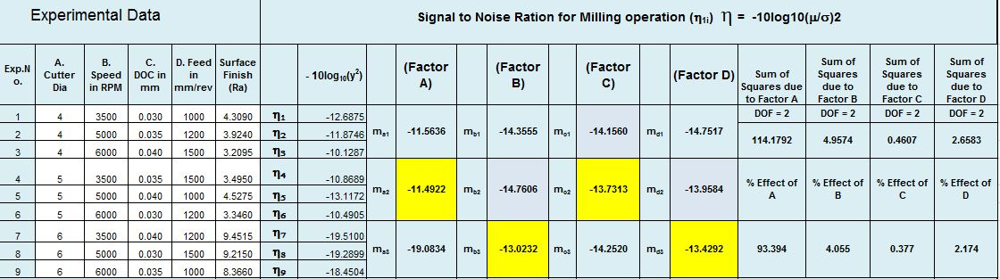 Experimental Data
Signal to Noise Ration for Milling operation (η1i) η = -10log10(μ/σ)2
Exp.N o. A. Cutter Dia B. Speed in RPM C. DOC in mm D. Feed in mm/rev Surface Finish (Ra) - 10log10(y2) (Factor A) (Factor B) (Factor C) (Factor D) Sum of Squares due to Factor A Sum of Squares due to Factor B Sum of Squares due to Factor C Sum of Squares due to Factor D
1 4 3500 0.030 1000 4.3090 η1 -12.6875 DOF = 2 DOF = 2 DOF = 2 DOF = 2
2 4 5000 0.035 1200 3.9240 η2 -11.8746 ma1 -11.5636 mb1 -14.3555 mc1 -14.1560 md1 -14.7517 114.1792 4.9574 0.4607 2.6583
3 4 6000 0.040 1500 3.2095 η3 -10.1287
4 5 3500 0.035 1500 3.4950 η4 -10.8689
5 5 5000 0.040 1000 4.5275 η5 -13.1172 ma2 -11.4922 mb2 -14.7606 mc2 -13.7313 md2 -13.9584 % Effect of A % Effect of B % Effect of C % Effect of D
6 5 6000 0.030 1200 3.3460 η6 -10.4905
7 6 3500 0.040 1200 9.4515 η7 -19.5100
8 6 5000 0.030 1500 9.2150 η8 -19.2899 ma3 -19.0834 mb3 -13.0232 mc3 -14.2520 md3 -13.4292 93.394 4.055 0.377 2.174
9 6 6000 0.035 1000 8.3660 η9 -18.4504